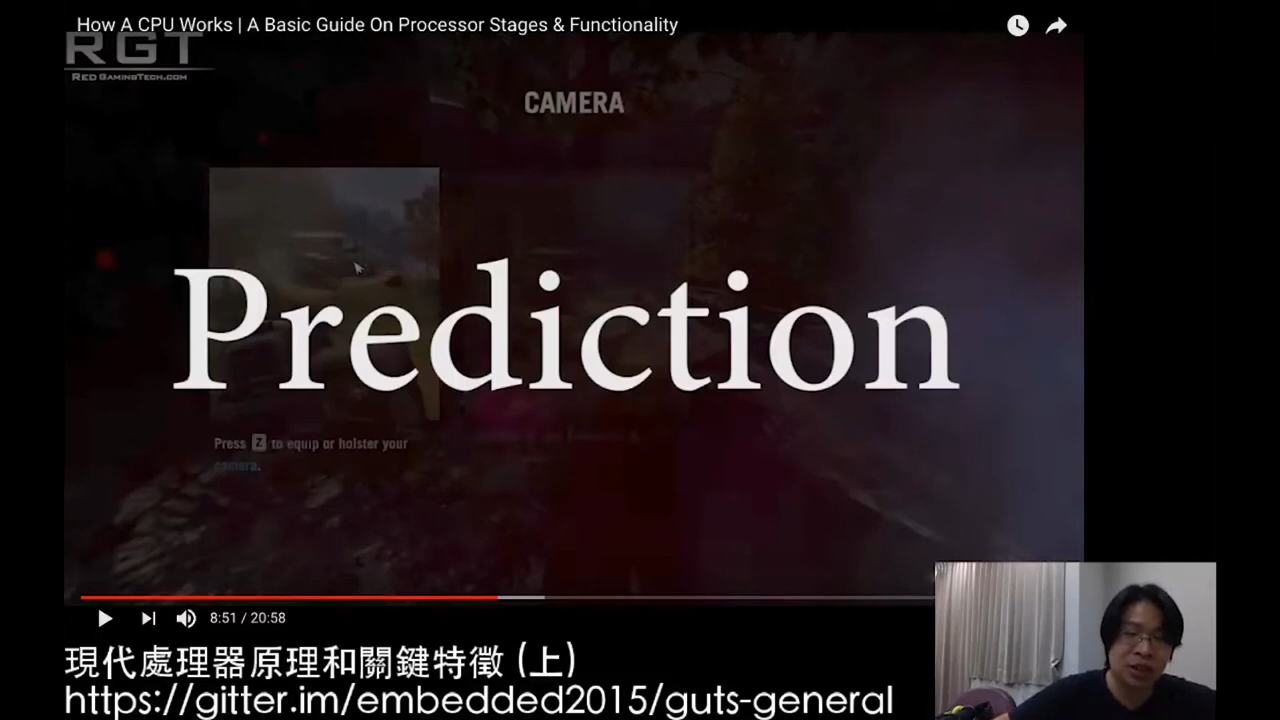 How A CPU Works | A Basic Guide On Processor Stages & Functionality
RGT
RED GAMINGTECH.COM
CAMERA
Prediction
Press Z to equip or holster your
camera.
8:51 / 20:58
現代處理器原理和關鍵特徵 (上)
https://gitter.im/embedded2015/guts-general